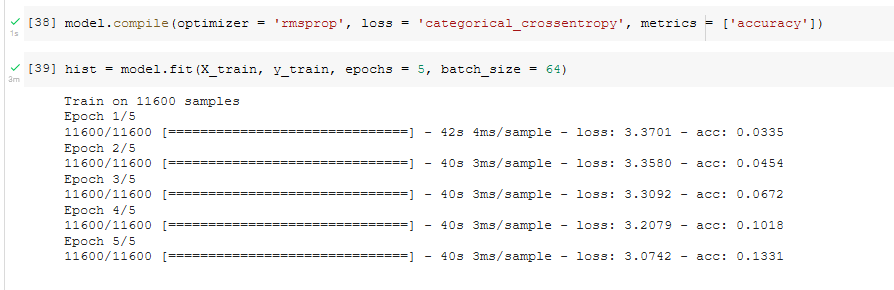 [38] model.compile(optimizer = 'rmsprop', loss = 'categorical_crossentropy', metrics = ['accuracy'])
1s
[39] hist = model.fit(X_train, y_train, epochs = 5, batch_size = 64)
3m
Train on 11600 samples
Epoch 1/5
11600/11600 [==============================] - 42s 4ms/sample - loss: 3.3701 - acc: 0.0335
Epoch 2/5
11600/11600 [==============================] - 40s 3ms/sample - loss: 3.3580 - acc: 0.0454
Epoch 3/5
11600/11600 [==============================] - 40s 3ms/sample - loss: 3.3092 - acc: 0.0672
Epoch 4/5
11600/11600 [==============================] - 40s 3ms/sample - loss: 3.2079 - acc: 0.1018
Epoch 5/5
11600/11600 [==============================] - 40s 3ms/sample - loss: 3.0742 - acc: 0.1331